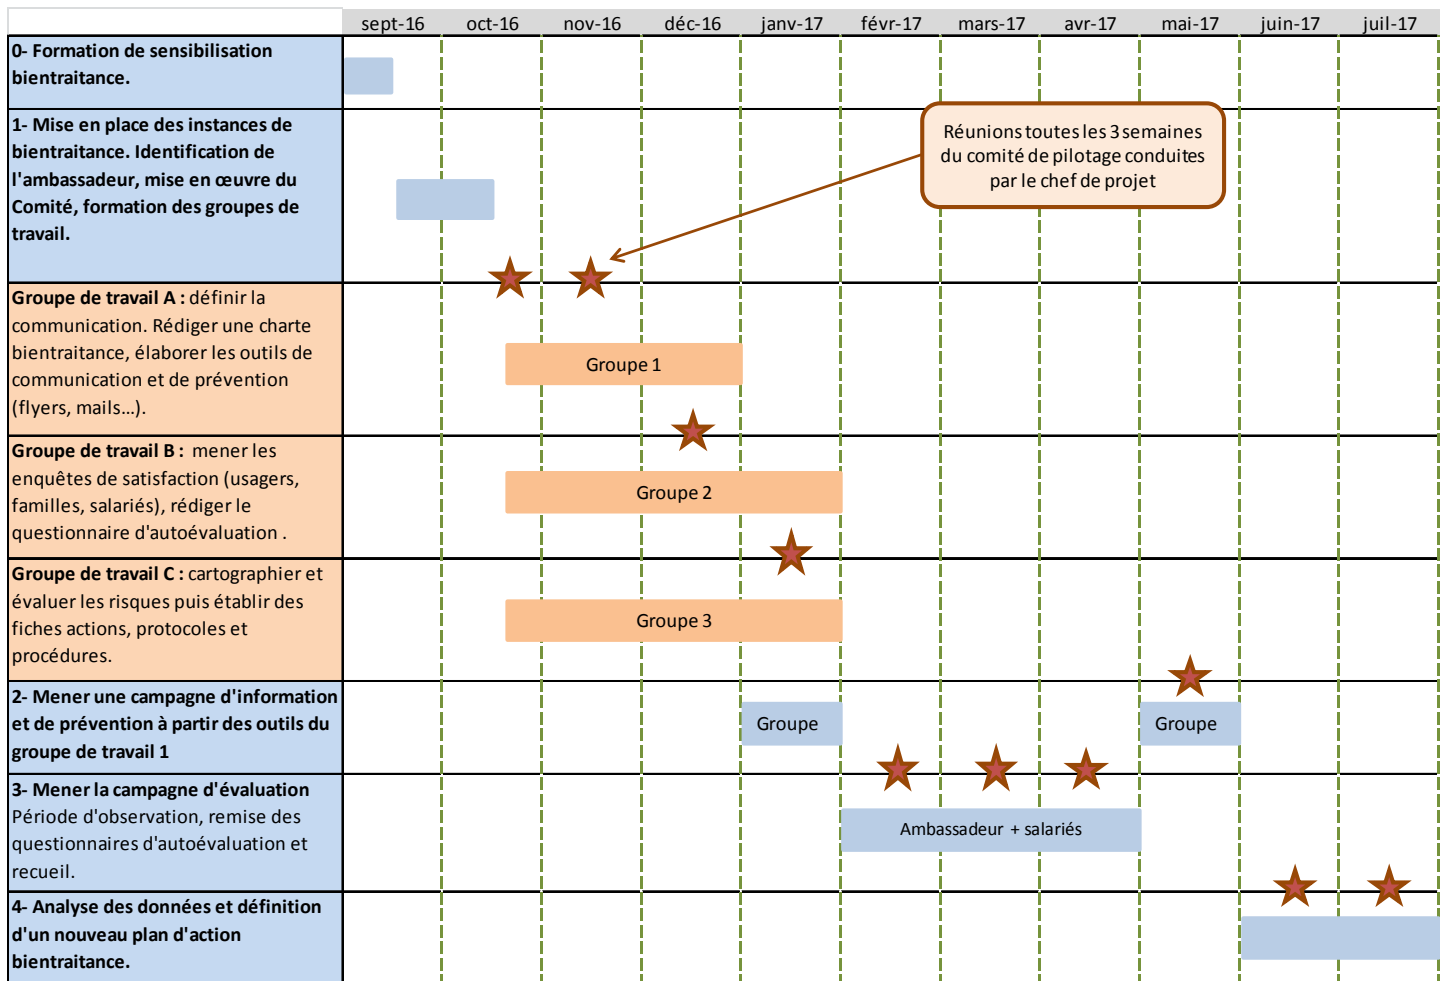 sept-16 oct-16 nov-16 déc-16 janv-17 févr-17 mars-17 avr-17 mai-17 juin-17 juil-17
0- Formation de sensibilisation
bientraitance.
1- Mise en place des instances de
bientraitance. Identification de
l'ambassadeur, mise en œuvre du
Comité, formation des groupes de
travail.
Réunions toutes les 3 semaines
du comité de pilotage conduites
par le chef de projet
Groupe de travail A : définir la
communication. Rédiger une charte
bientraitance, élaborer les outils de
communication et de prévention
(flyers, mails…).
Groupe 1
Groupe de travail B : mener les
enquêtes de satisfaction (usagers,
familles, salariés), rédiger le
questionnaire d'autoévaluation .
Groupe 2
Groupe de travail C : cartographier et
évaluer les risques puis établir des
fiches actions, protocoles et
procédures.
Groupe 3
2- Mener une campagne d'information
et de prévention à partir des outils du
groupe de travail 1
Groupe
Groupe
3- Mener la campagne d'évaluation
Période d'observation, remise des
questionnaires d'autoévaluation et
recueil.
Ambassadeur + salariés
4- Analyse des données et définition
d'un nouveau plan d'action
bientraitance.